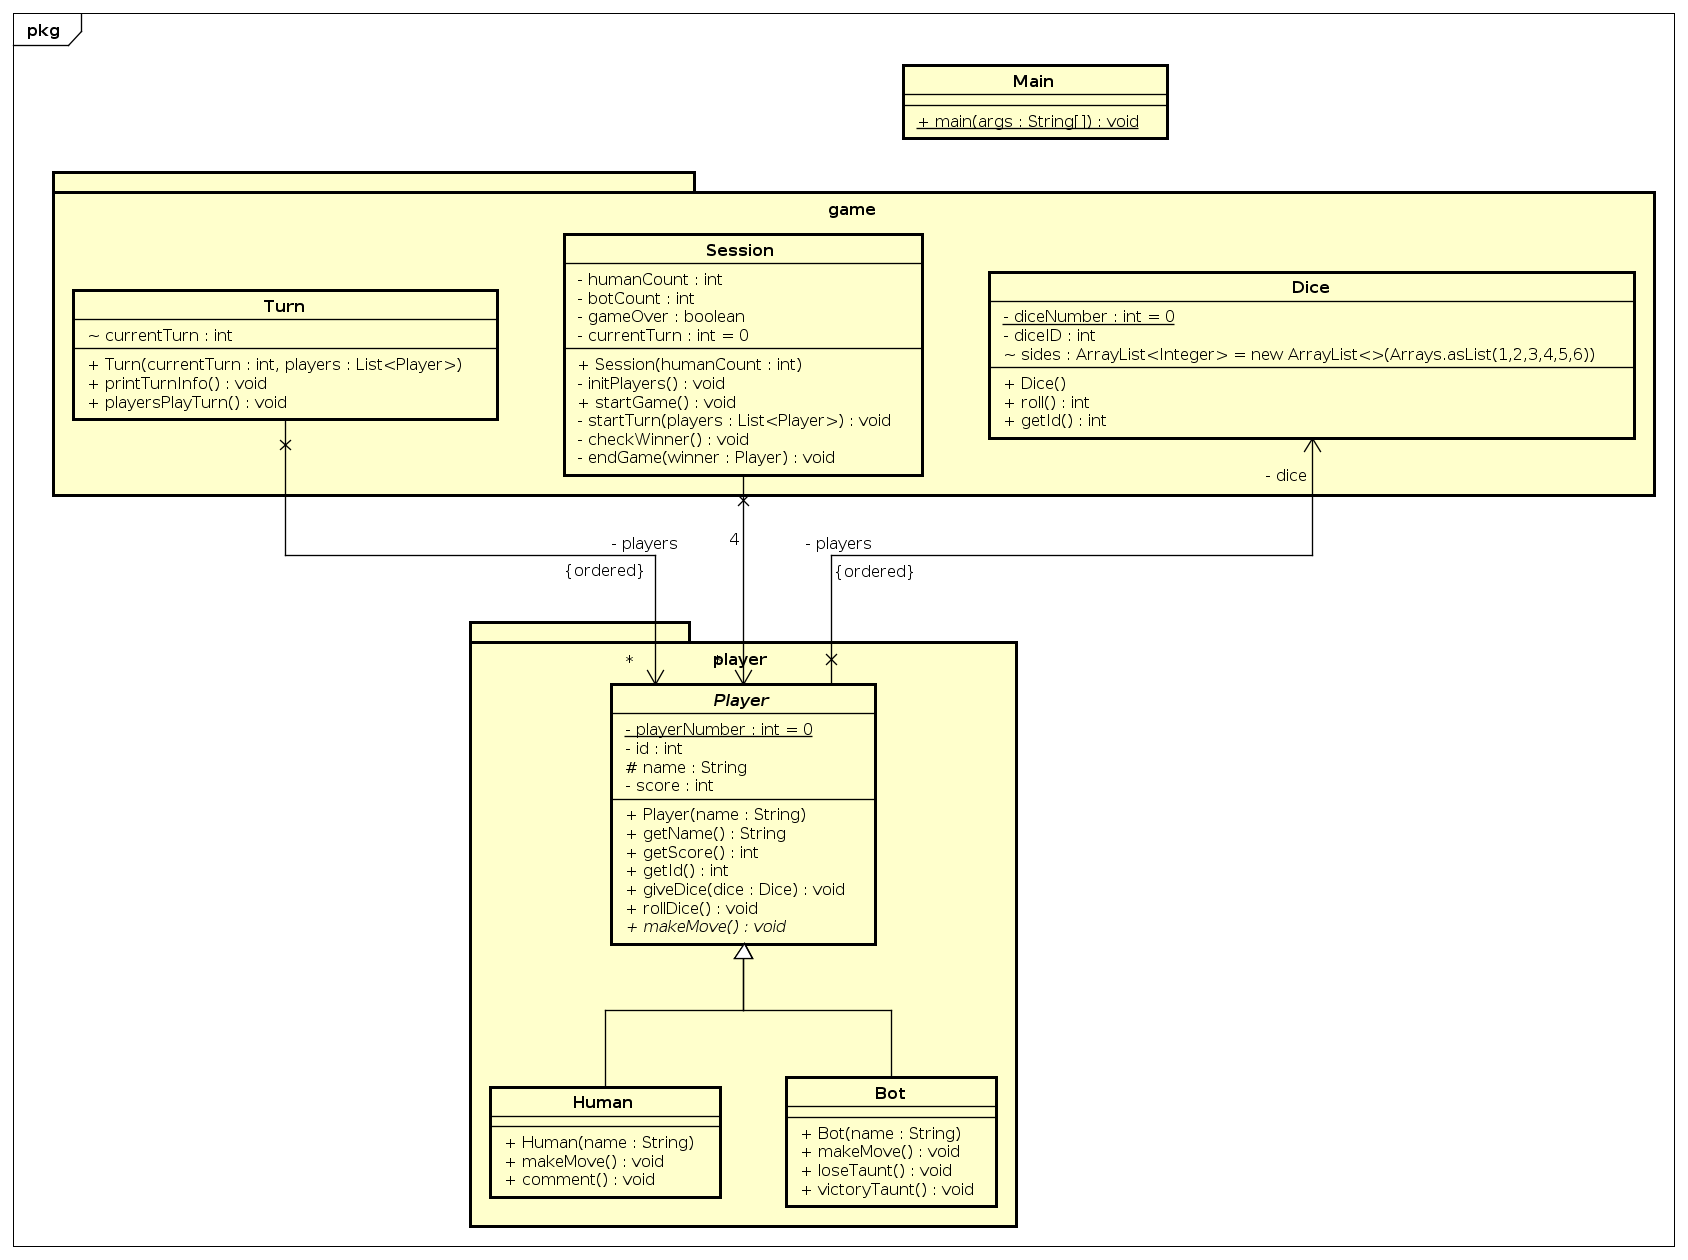 pkg
Main
+ main(args : String[]) : void
game
Turn
~ currentTurn : int
+ Turn(currentTurn : int, players : List<Player>)
+ printTurnInfo() : void
+ playersPlayTurn() : void
Session
- humanCount : int
- botCount : int
- gameOver : boolean
- currentTurn : int = 0
+ Session(humanCount : int)
- initPlayers() : void
+ startGame() : void
- startTurn(players : List<Player>) : void
- checkWinner() : void
- endGame(winner : Player) : void
Dice
- diceNumber : int = 0
- diceID : int
~ sides : ArrayList<Integer> = new ArrayList<>(Arrays.asList(1,2,3,4,5,6))
+ Dice()
+ roll() : int
+ getId() : int
- dice
- players
{ordered}
4
- players
{ordered}
*
player
Player
- playerNumber : int = 0
- id : int
# name : String
- score : int
+ Player(name : String)
+ getName() : String
+ getScore() : int
+ getId() : int
+ giveDice(dice : Dice) : void
+ rollDice() : void
+ makeMove() : void
Human
+ Human(name : String)
+ makeMove() : void
+ comment() : void
Bot
+ Bot(name : String)
+ makeMove() : void
+ loseTaunt() : void
+ victoryTaunt() : void